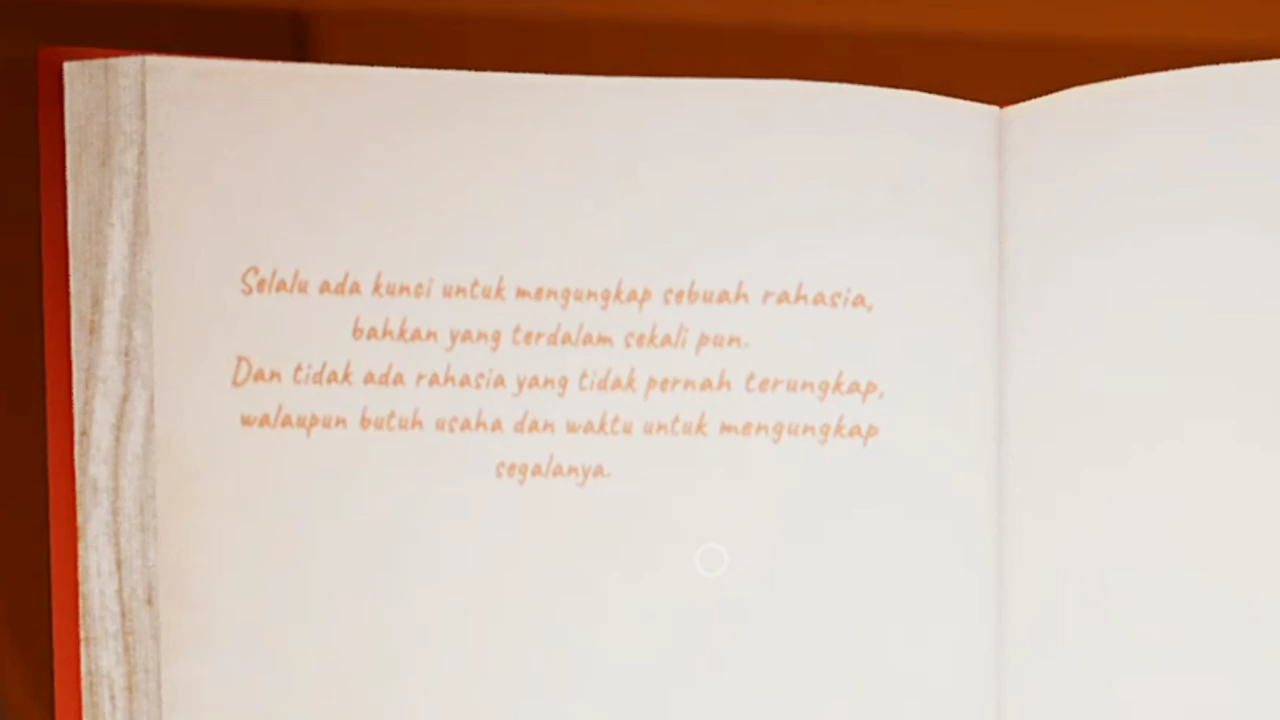 Selalu ada kunci untuk mengungkap sebuah rahasia,
bahkan yang terdalam sekali pun.
Dan tidak ada rahasia yang tidak pernah terungkap,
walaupun butuh usaha dan waktu untuk mengungkap
segalanya.